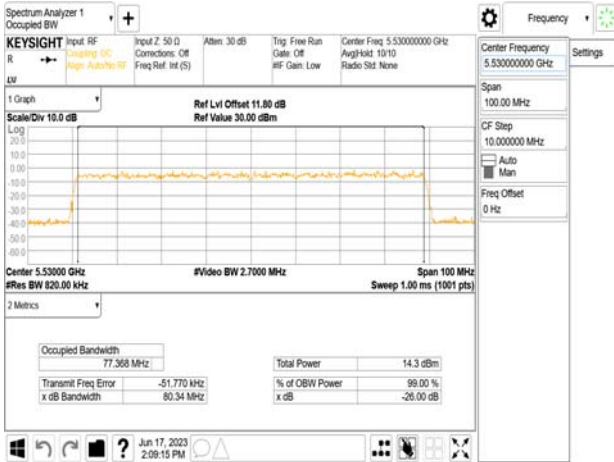 Spectrum Analyzer 1
Occupied BW
+
Frequency
KEYSIGHT
R
LV
Input: RF
Coupling: DC
Align: Auto/No RF
Input Z: 50 Ω
Corrections: Off
Freq Ref: Int (S)
Atten: 30 dB
Trig: Free Run
Gate: Off
#IF Gain: Low
Center Freq: 5.530000000 GHz
Avg|Hold: 10/10
Radio Std: None
Center Frequency
5.530000000 GHz
Settings
Span
100.00 MHz
CF Step
10.000000 MHz
Auto
Man
Freq Offset
0 Hz
1 Graph
Scale/Div 10.0 dB
Ref Lvl Offset 11.80 dB
Ref Value 30.00 dBm
Log
20.0
10.0
0.00
-10.0
-20.0
-30.0
-40.0
-50.0
-60.0
Center 5.53000 GHz
#Res BW 820.00 kHz
#Video BW 2.7000 MHz
Span 100 MHz
Sweep 1.00 ms (1001 pts)
2 Metrics
Occupied Bandwidth
77.368 MHz
Total Power 14.3 dBm
Transmit Freq Error -51.770 kHz
% of OBW Power 99.00 %
x dB Bandwidth 80.34 MHz
x dB -26.00 dB
?
Jun 17, 2023
2:09:15 PM